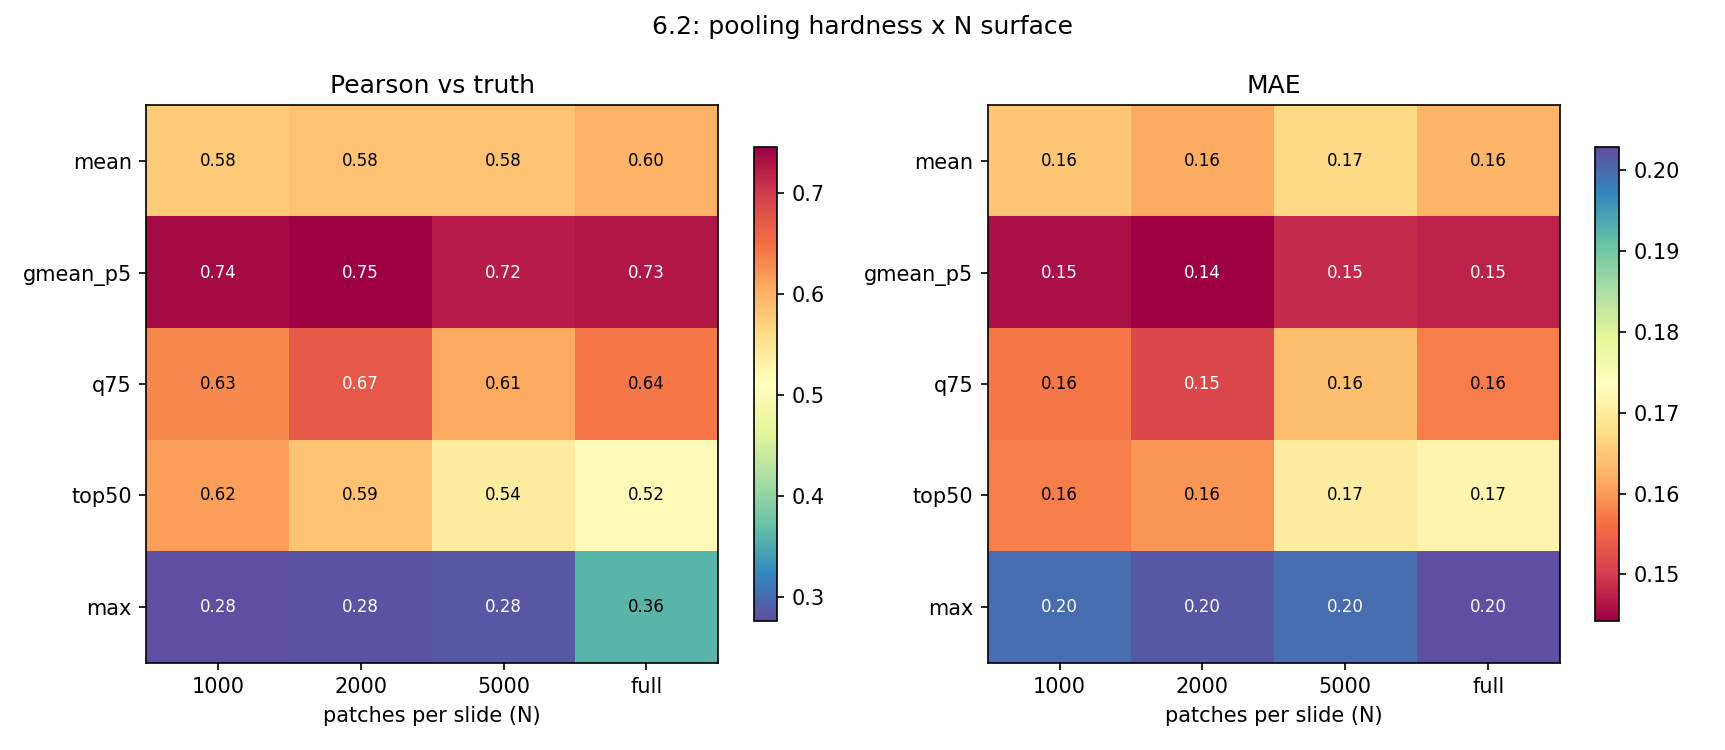 6.2: pooling hardness x N surface
Pearson vs truth
mean 0.58 0.58 0.58 0.60
gmean_p5 0.74 0.75 0.72 0.73
q75 0.63 0.67 0.61 0.64
top50 0.62 0.59 0.54 0.52
max 0.28 0.28 0.28 0.36
1000 2000 5000 full
patches per slide (N)
0.7
0.6
0.5
0.4
0.3
MAE
mean 0.16 0.16 0.17 0.16
gmean_p5 0.15 0.14 0.15 0.15
q75 0.16 0.15 0.16 0.16
top50 0.16 0.16 0.17 0.17
max 0.20 0.20 0.20 0.20
1000 2000 5000 full
patches per slide (N)
0.20
0.19
0.18
0.17
0.16
0.15